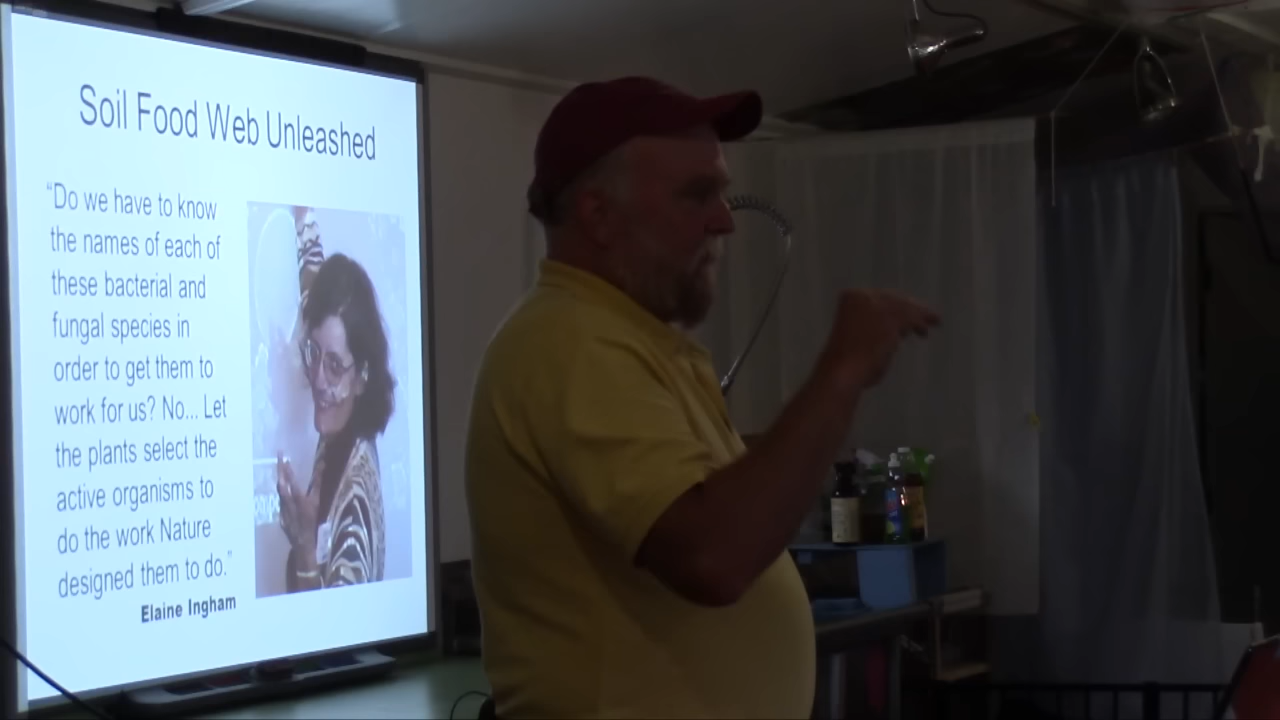 Soil Food Web Unleashed
“Do we have to know
the names of each of
these bacterial and
fungal species in
order to get them to
work for us? No... Let
the plants select the
active organisms to
do the work Nature
designed them to do.”
Elaine Ingham